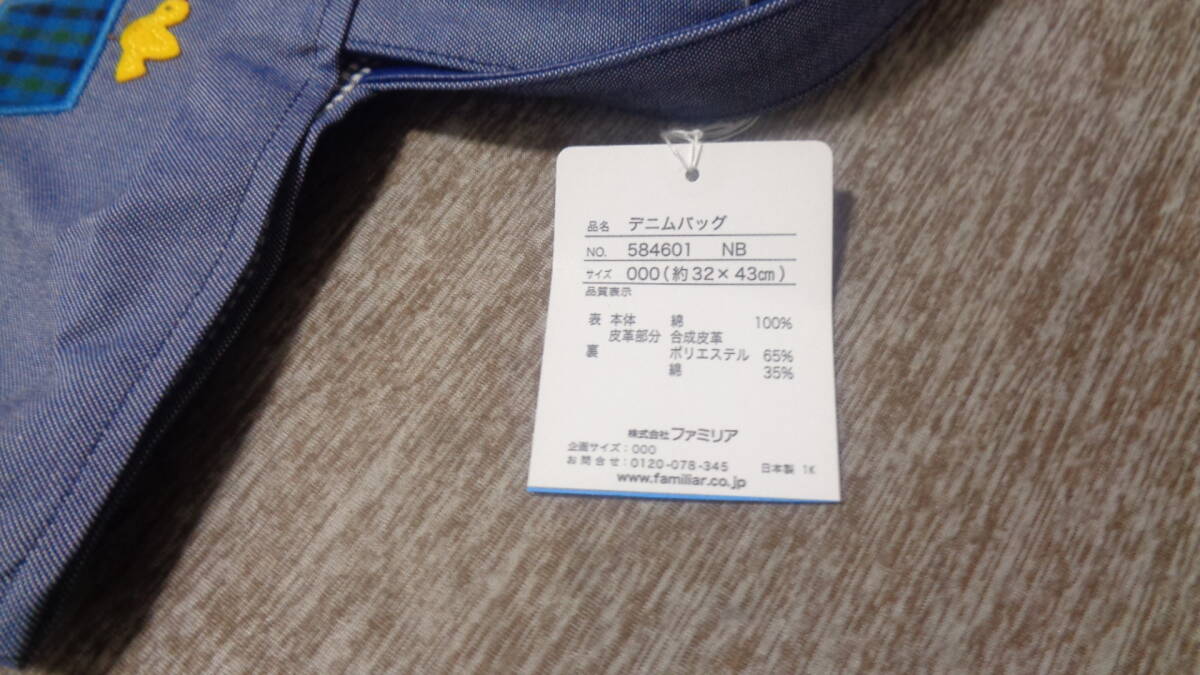 品名 デニムバッグ
NO. 584601 NB
サイズ 000(約32×43㎝)
品質表示
表 本体 綿 100%
皮革部分 合成皮革
裏 ポリエステル 65%
綿 35%
株式会社ファミリア
企画サイズ:000
お問合せ:0120-078-345 日本製 1K
www.familiar.co.jp